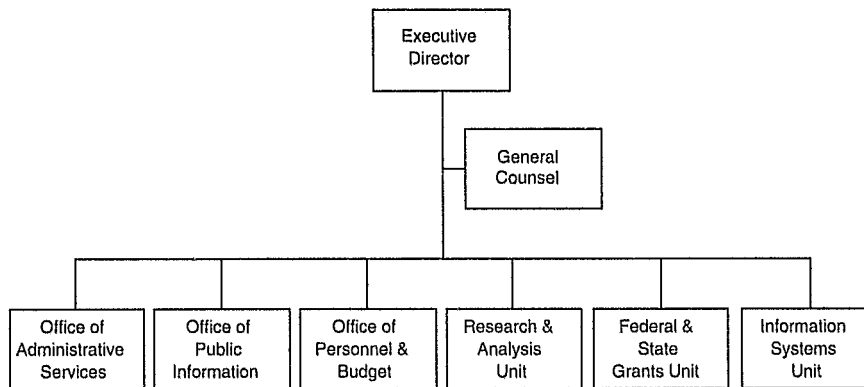 Executive
Director
General
Counsel
Office of
Administrative
Services
Office of
Public
Information
Office of
Personnel &
Budget
Research &
Analysis
Unit
Federal &
State
Grants Unit
Information
Systems
Unit